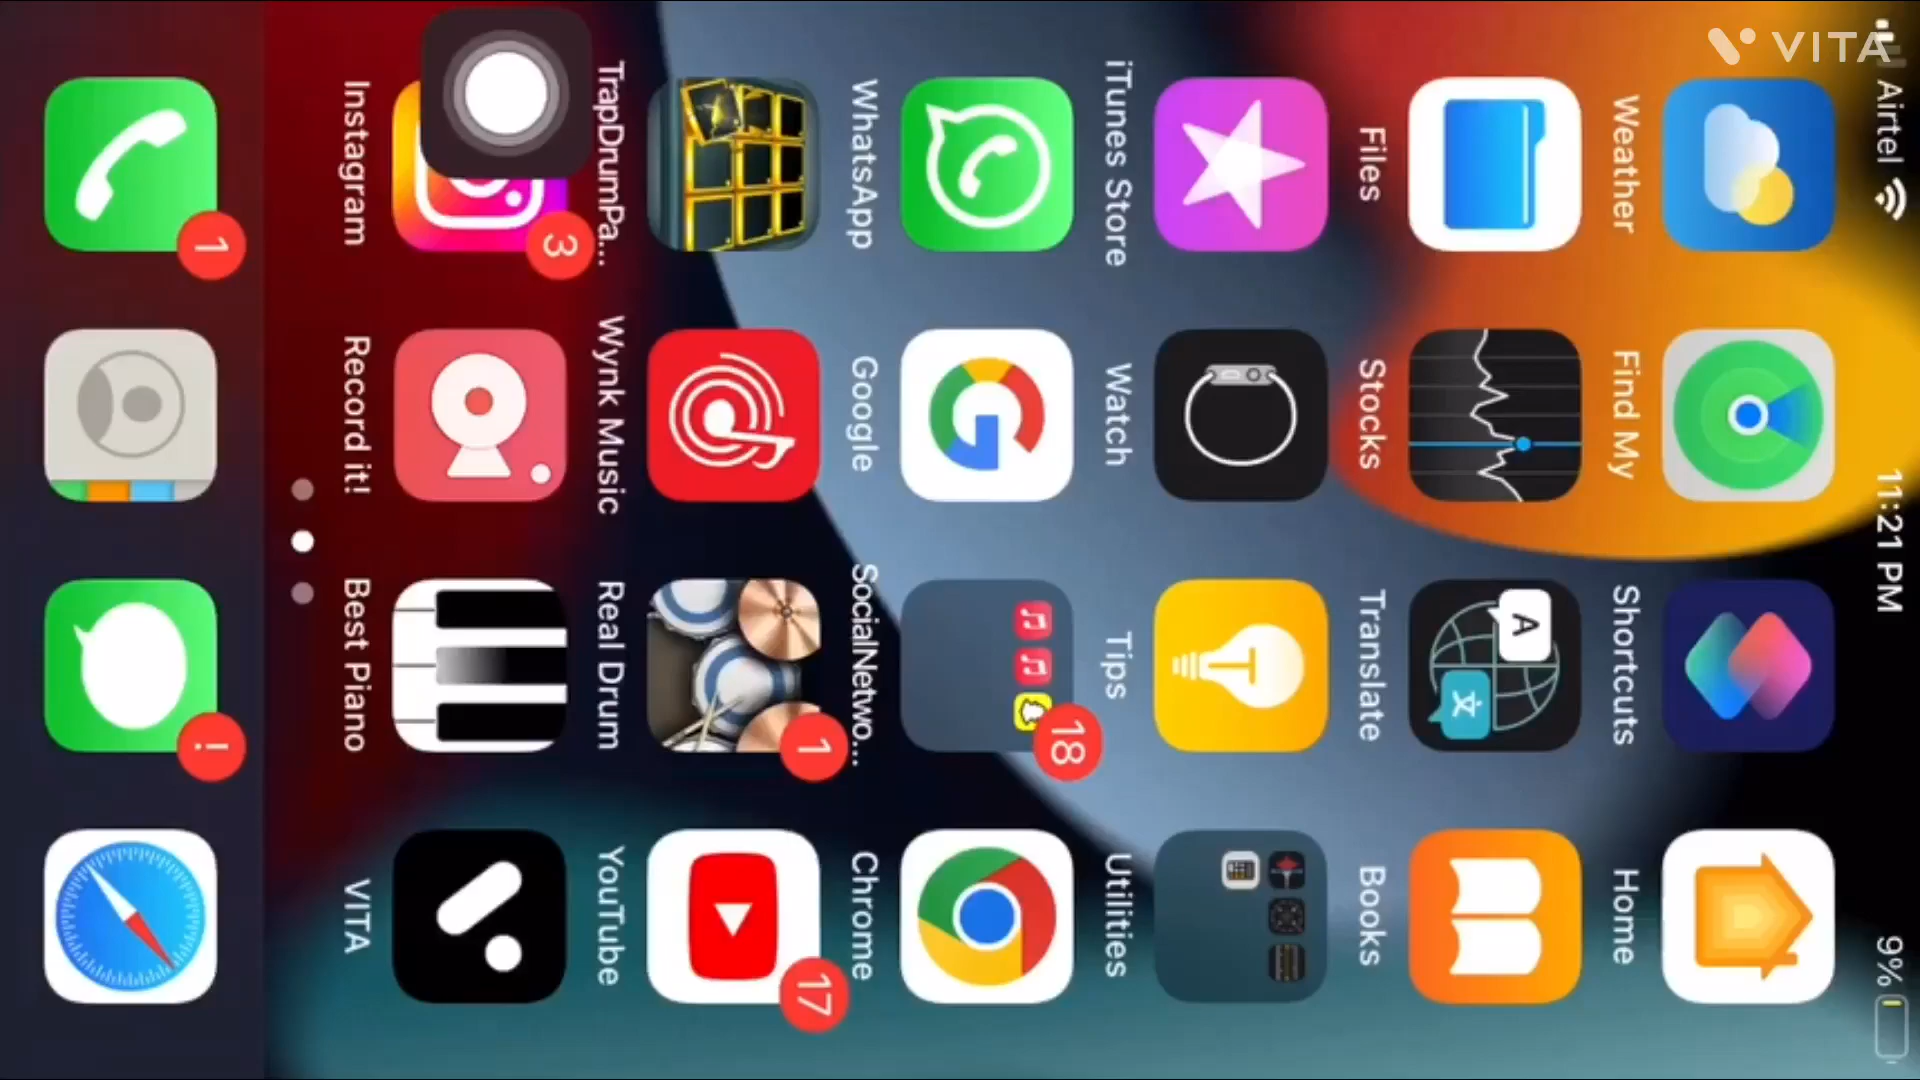 VITA
Airtel 11:21 PM 9%
Weather Find My Shortcuts Home
Files Stocks Translate Books
iTunes Store Watch Tips Utilities
18
WhatsApp Google SocialNetwo... Chrome
1 17
TrapDrumPa... Wynk Music Real Drum YouTube
3
Instagram Record it! Best Piano VITA
1 !